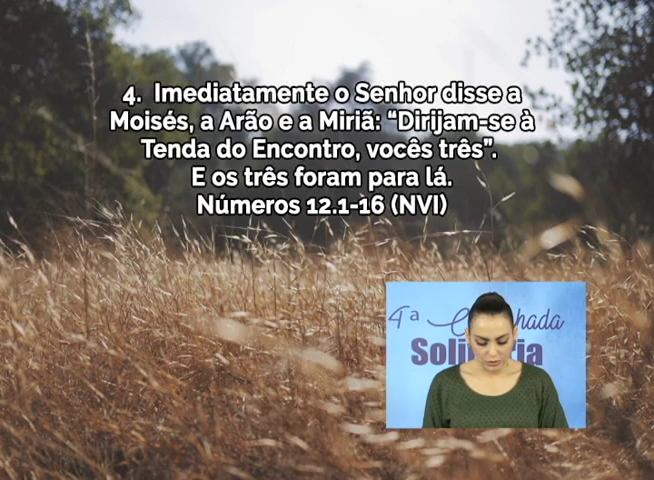 4. Imediatamente o Senhor disse a
Moisés, a Arão e a Miriã: “Dirijam-se à
Tenda do Encontro, vocês três”.
E os três foram para lá.
Números 12.1-16 (NVI)
4ª